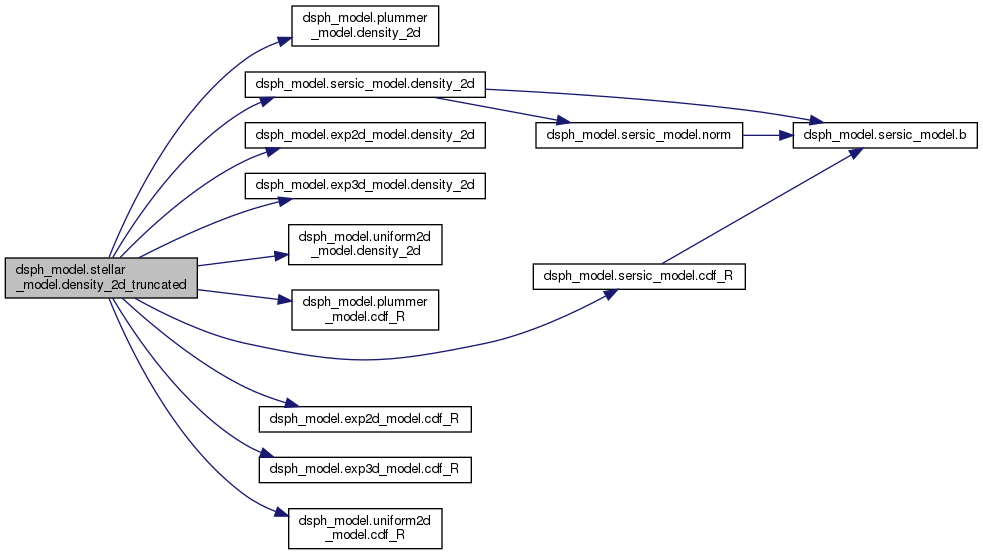 dsph_model.plummer
_model.density_2d
dsph_model.sersic_model.density_2d
dsph_model.sersic_model.norm
dsph_model.sersic_model.b
dsph_model.exp2d_model.density_2d
dsph_model.exp3d_model.density_2d
dsph_model.uniform2d
_model.density_2d
dsph_model.stellar
_model.density_2d_truncated
dsph_model.sersic_model.cdf_R
dsph_model.plummer
_model.cdf_R
dsph_model.exp2d_model.cdf_R
dsph_model.exp3d_model.cdf_R
dsph_model.uniform2d
_model.cdf_R